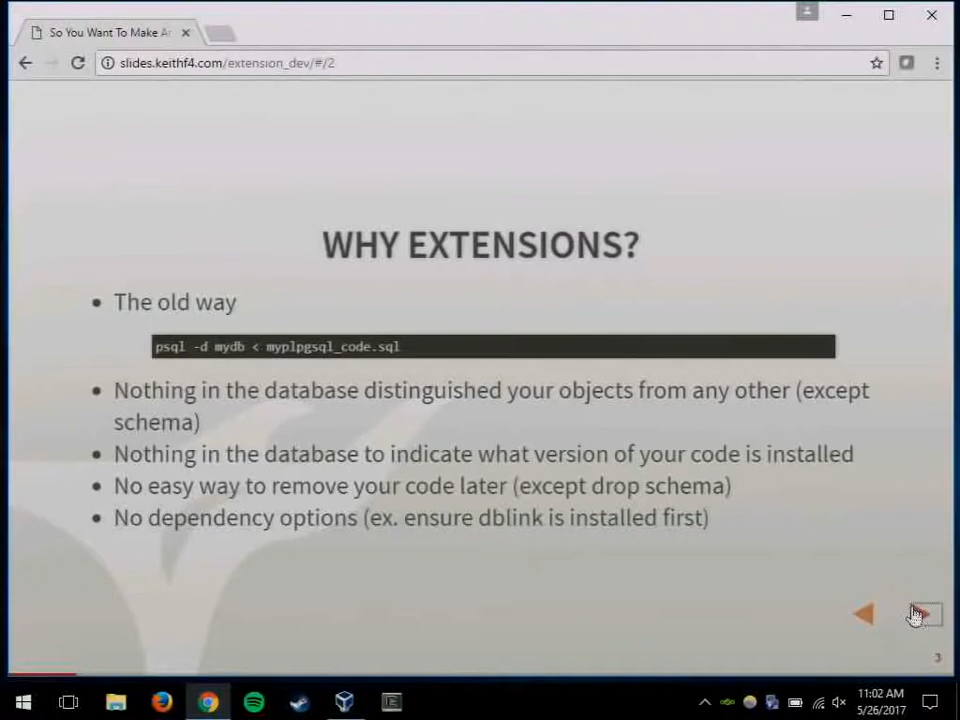 So You Want To Make Ar
slides.keithf4.com/extension_dev/#/2
WHY EXTENSIONS?
• The old way
psql -d mydb < myplpgsql_code.sql
• Nothing in the database distinguished your objects from any other (except
schema)
• Nothing in the database to indicate what version of your code is installed
• No easy way to remove your code later (except drop schema)
• No dependency options (ex. ensure dblink is installed first)
3
11:02 AM
5/26/2017